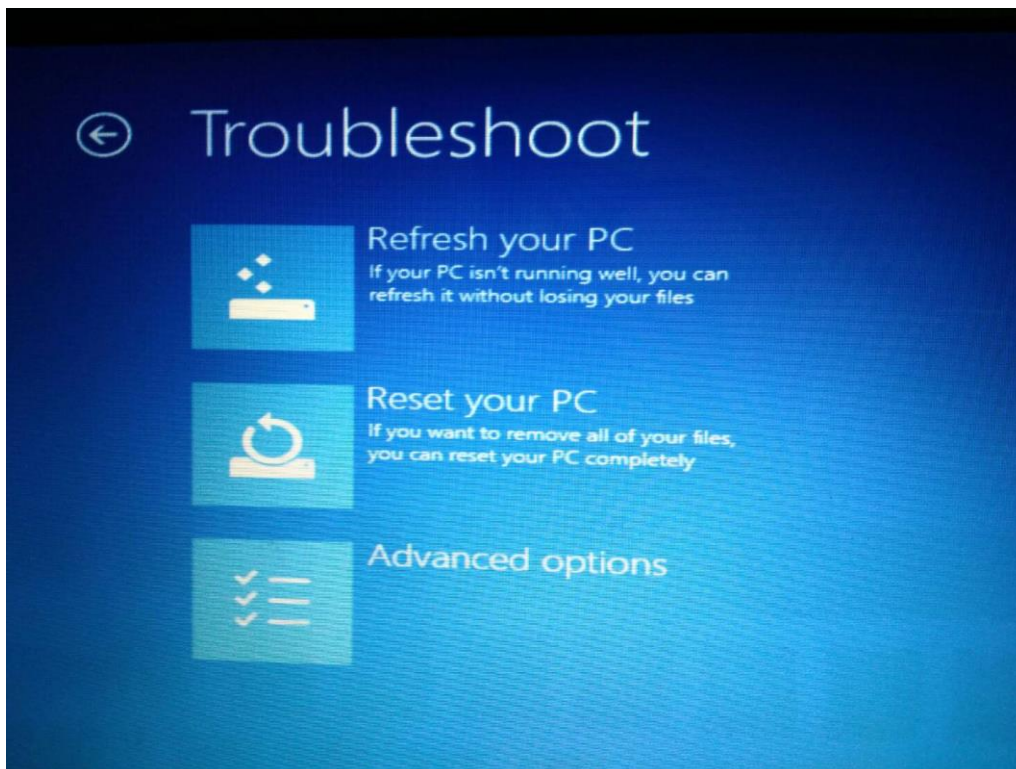 Troubleshoot
Refresh your PC
If your PC isn't running well, you can
refresh it without losing your files
Reset your PC
If you want to remove all of your files,
you can reset your PC completely
Advanced options